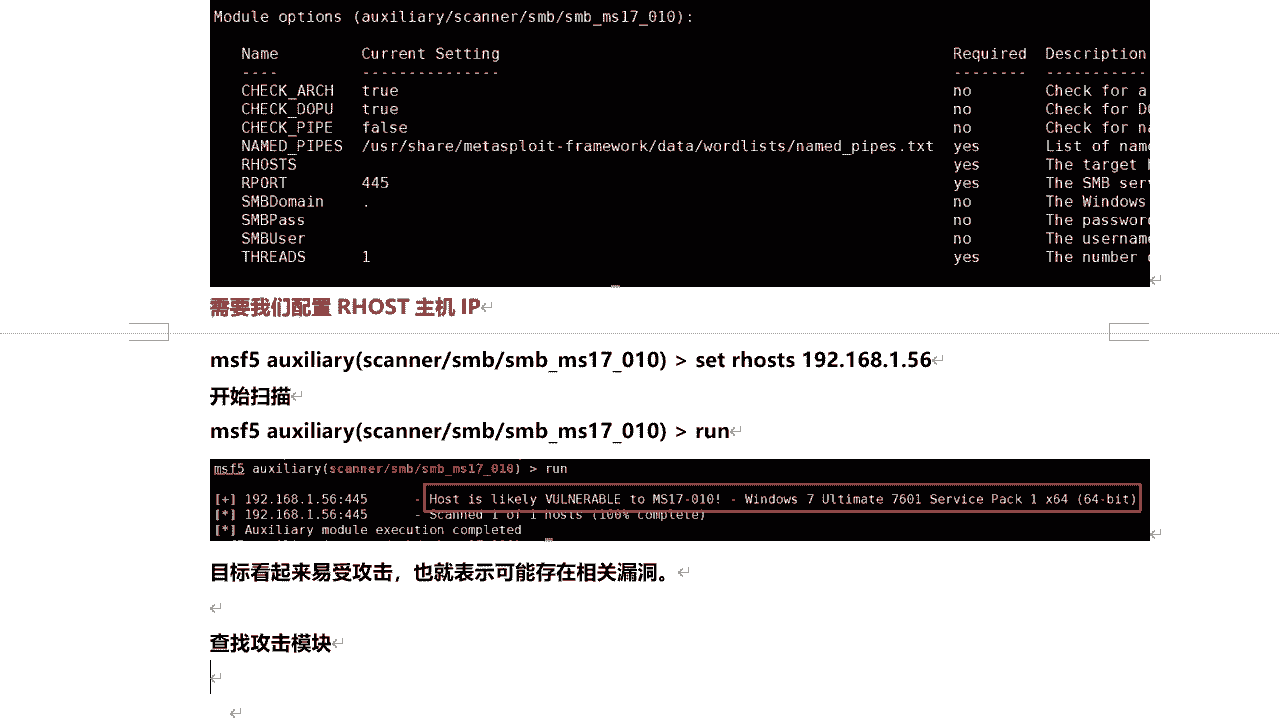 Module options (auxiliary/scanner/smb/smb_ms17_010):
Name Current Setting Required Description
---- --------------- -------- -----------
CHECK_ARCH true no Check for a
CHECK_DOPU true no Check for
CHECK_PIPE false no Check for
NAMED_PIPES /usr/share/metasploit-framework/data/wordlists/named_pipes.txt yes List of
RHOSTS yes The target
RPORT 445 yes The SMB
SMBDomain . no The Windows
SMBPass no The password
SMBUser no The username
THREADS 1 yes The number
需要我们配置 RHOST 主机 IP
msf5 auxiliary(scanner/smb/smb_ms17_010) > set rhosts 192.168.1.56
开始扫描
msf5 auxiliary(scanner/smb/smb_ms17_010) > run
msf5 auxiliary(scanner/smb/smb_ms17_010) > run
[+] 192.168.1.56:445 - Host is likely VULNERABLE to MS17-010! - Windows 7 Ultimate 7601 Service Pack 1 x64 (64-bit)
[*] 192.168.1.56:445 - Scanned 1 of 1 hosts (100% complete)
[*] Auxiliary module execution completed
目标看起来易受攻击，也就表示可能存在相关漏洞。
查找攻击模块